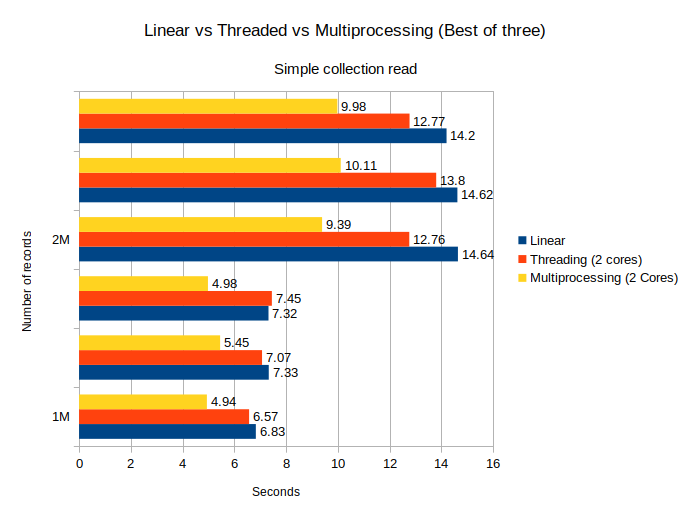 Linear vs Threaded vs Multiprocessing (Best of three)
Simple collection read
9.98
12.77
14.2
10.11
13.8
14.62
2M
9.39
12.76
14.64
4.98
7.45
7.32
5.45
7.07
7.33
1M
4.94
6.57
6.83
0 2 4 6 8 10 12 14 16
Seconds
Number of records
Linear
Threading (2 cores)
Multiprocessing (2 Cores)